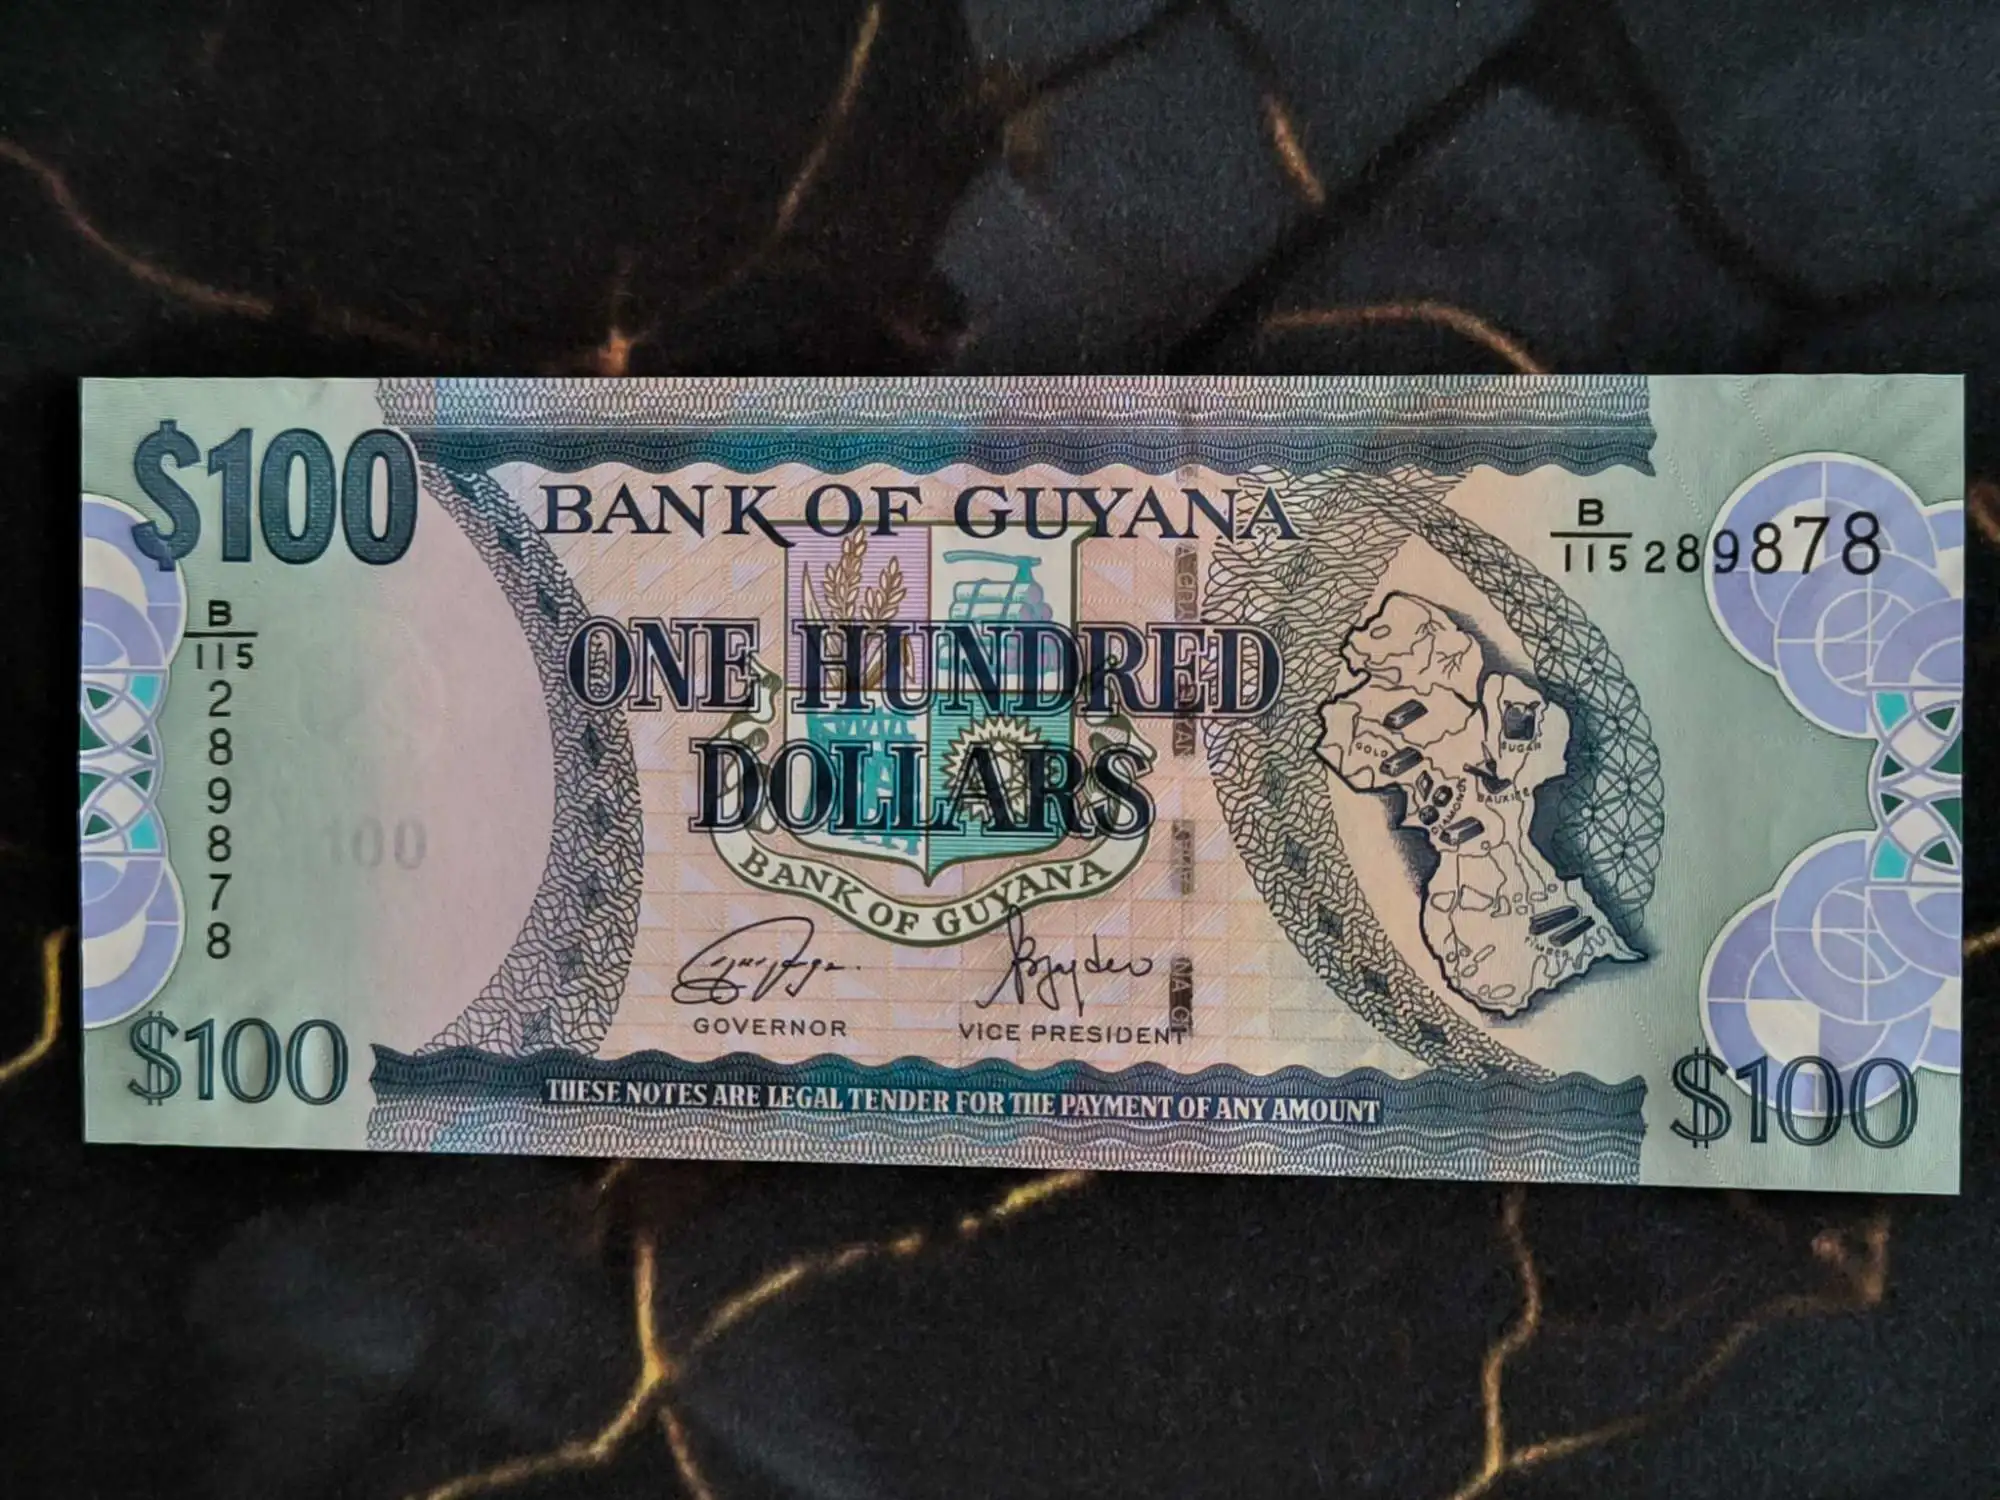 $100
BANK OF GUYANA
B
115 289878
B
115
2
8
9
8
7
8
ONE HUNDRED
DOLLARS
100
GOLD
SUGAR
DIAMONDS
BAUXITE
TIMBER
BANK OF GUYANA
GOVERNOR
VICE PRESIDENT
$100
THESE NOTES ARE LEGAL TENDER FOR THE PAYMENT OF ANY AMOUNT
$100